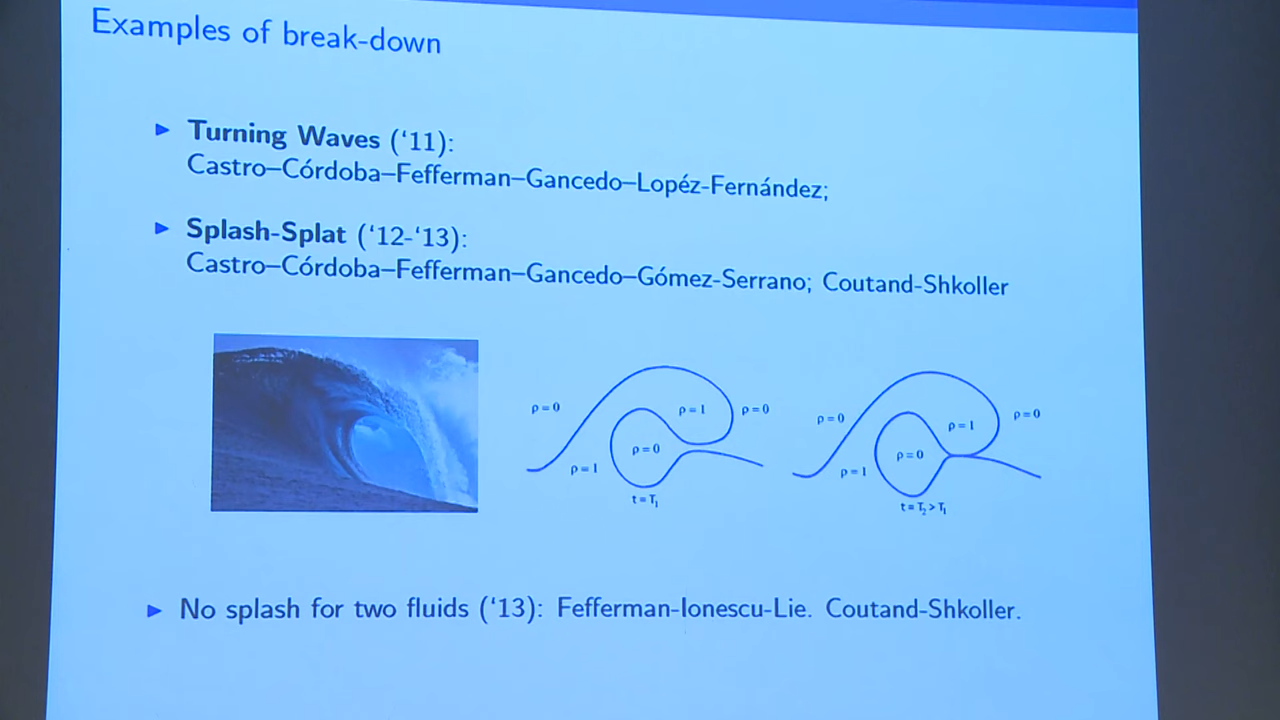 Examples of break-down
▶ Turning Waves (‘11):
Castro–Córdoba–Fefferman–Gancedo–Lopéz-Fernández;
▶ Splash-Splat (‘12-‘13):
Castro–Córdoba–Fefferman–Gancedo–Gómez-Serrano; Coutand-Shkoller
ρ=0
ρ=1
ρ=0
ρ=0
ρ=1
t=T₁
ρ=0
ρ=1
ρ=0
ρ=0
ρ=1
t=T₂>T₁
▶ No splash for two fluids (‘13): Fefferman-Ionescu-Lie. Coutand-Shkoller.